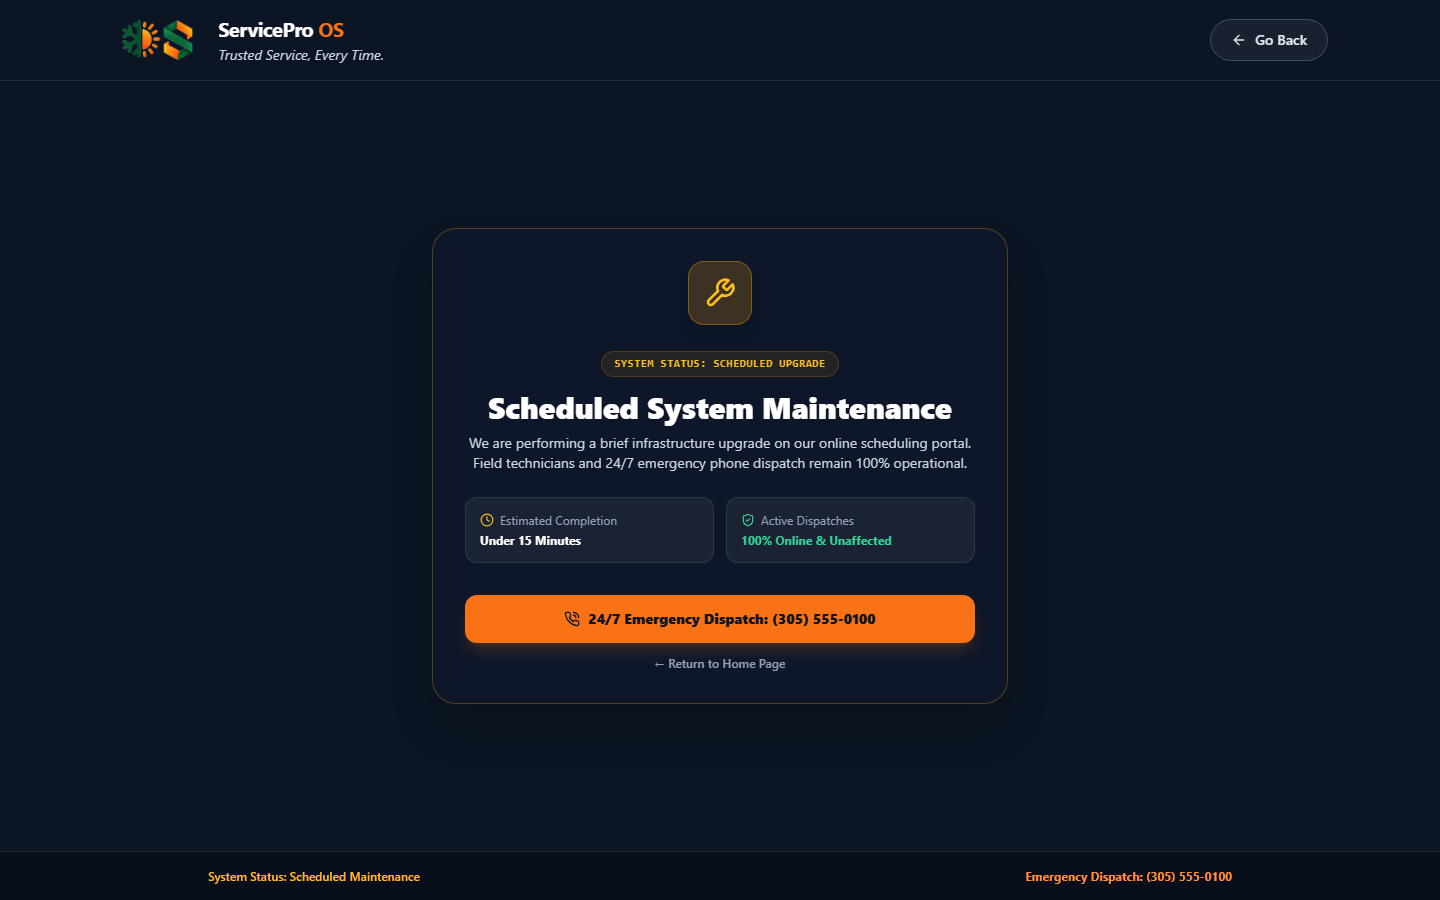 ServicePro OS
Trusted Service, Every Time.
Go Back
SYSTEM STATUS: SCHEDULED UPGRADE
Scheduled System Maintenance
We are performing a brief infrastructure upgrade on our online scheduling portal.
Field technicians and 24/7 emergency phone dispatch remain 100% operational.
Estimated Completion
Under 15 Minutes
Active Dispatches
100% Online & Unaffected
24/7 Emergency Dispatch: (305) 555-0100
← Return to Home Page
System Status: Scheduled Maintenance
Emergency Dispatch: (305) 555-0100